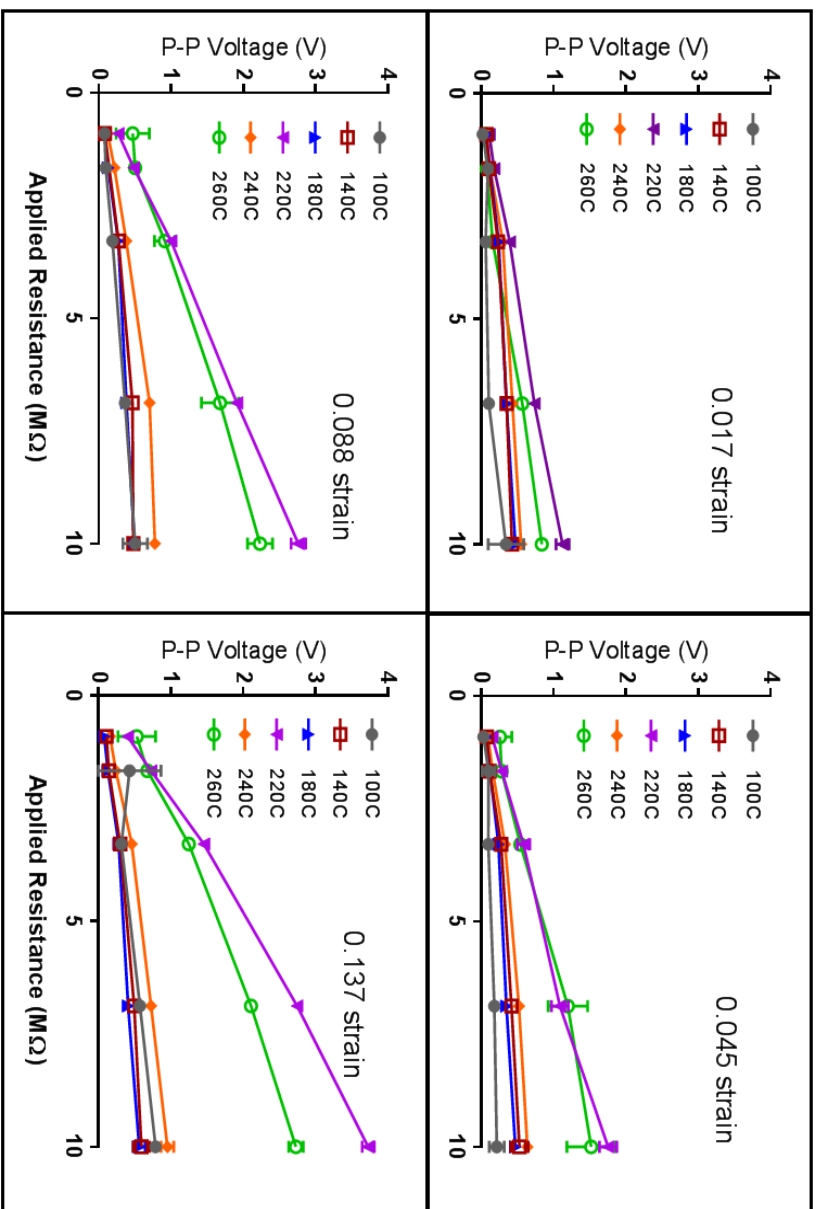 P-P Voltage (V)
4
3
2
1
0
0
5
10
100C
140C
180C
220C
240C
260C
0.017 strain
P-P Voltage (V)
4
3
2
1
0
0
5
10
100C
140C
180C
220C
240C
260C
0.045 strain
P-P Voltage (V)
4
3
2
1
0
0
5
10
100C
140C
180C
220C
240C
260C
0.088 strain
Applied Resistance (MΩ)
P-P Voltage (V)
4
3
2
1
0
0
5
10
100C
140C
180C
220C
240C
260C
0.137 strain
Applied Resistance (MΩ)